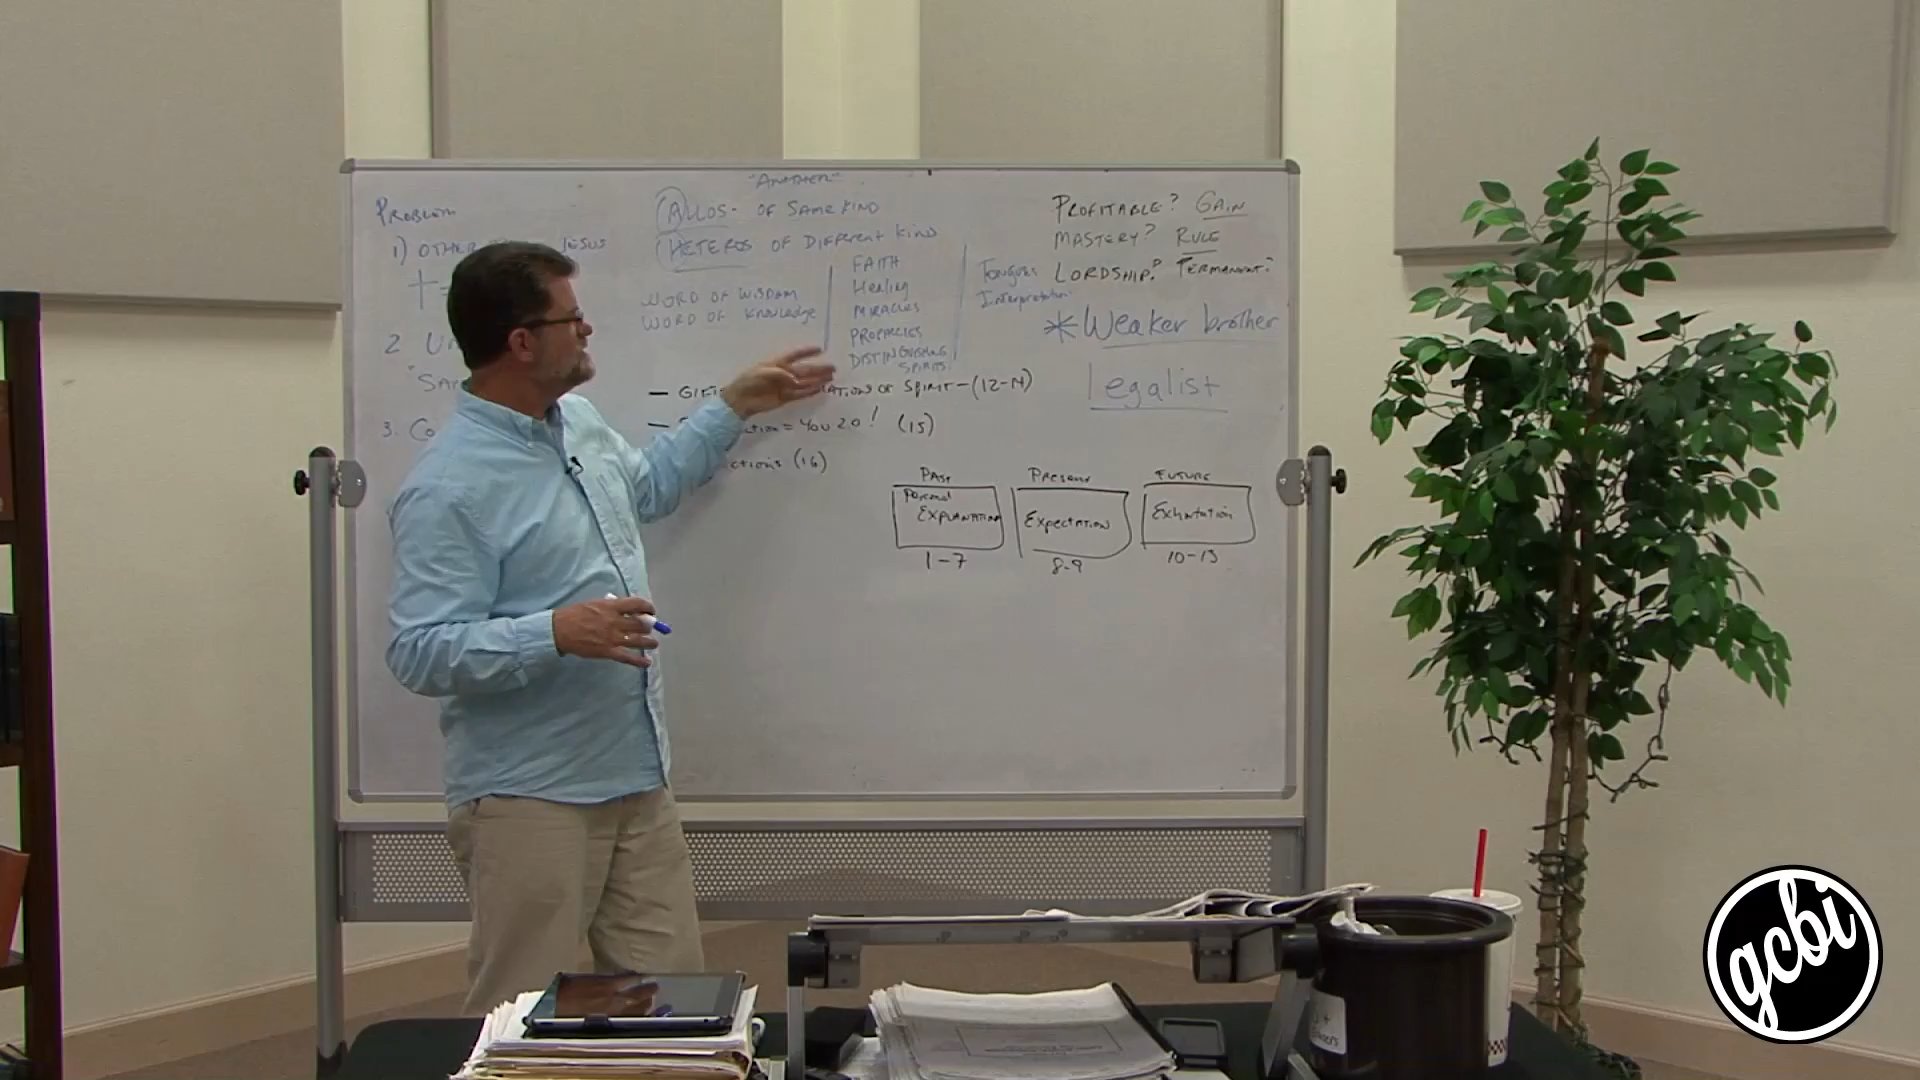 "ANOTHER"
PROBLEM
1) OTHER JESUS
2
3. Co
ALLOS - OF SAME KIND
HETEROS OF DIFFERENT KIND
WORD OF WISDOM
WORD OF KNOWLEDGE
FAITH
Healing
MIRACLES
PROPHECIES
DISTINGUISHING
SPIRITS
Tongues
Interpretation
— OF SPIRIT - (12-14)
— = YOU 2.0! (15)
(16)
PROFITABLE? GAIN
MASTERY? RULE
LORDSHIP? PERMANENT?
* Weaker brother
Legalist
PAST
Personal
EXPLANATION
1-7
PRESENT
EXPECTATION
8-9
FUTURE
Exhortation
10-13
gcbi